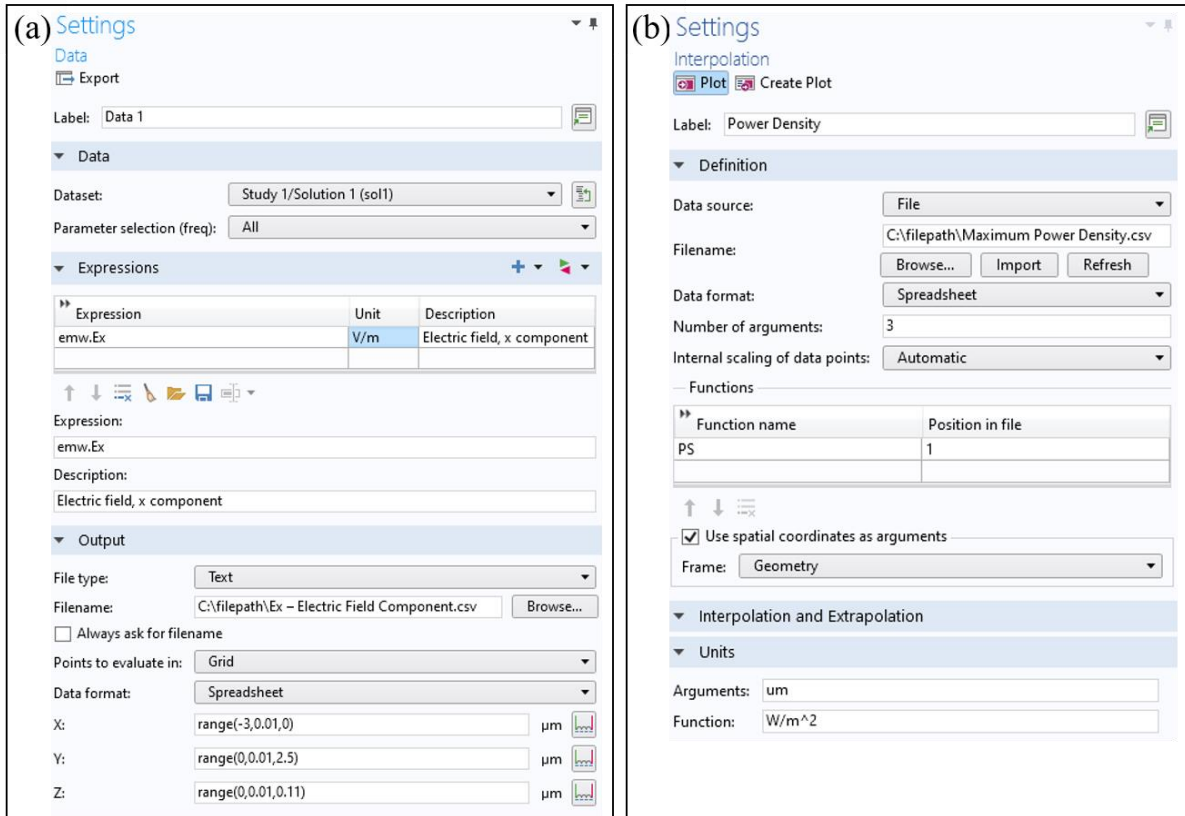 (a) Settings
Data
Export
Label: Data 1
Data
Dataset: Study 1/Solution 1 (sol1)
Parameter selection (freq): All
Expressions
Expression Unit Description
emw.Ex V/m Electric field, x component
Expression:
emw.Ex
Description:
Electric field, x component
Output
File type: Text
Filename: C:\filepath\Ex – Electric Field Component.csv Browse...
Always ask for filename
Points to evaluate in: Grid
Data format: Spreadsheet
X: range(-3,0.01,0) µm
Y: range(0,0.01,2.5) µm
Z: range(0,0.01,0.11) µm
(b) Settings
Interpolation
Plot Create Plot
Label: Power Density
Definition
Data source: File
Filename: C:\filepath\Maximum Power Density.csv
Browse... Import Refresh
Data format: Spreadsheet
Number of arguments: 3
Internal scaling of data points: Automatic
Functions
Function name Position in file
PS 1
Use spatial coordinates as arguments
Frame: Geometry
Interpolation and Extrapolation
Units
Arguments: um
Function: W/m^2